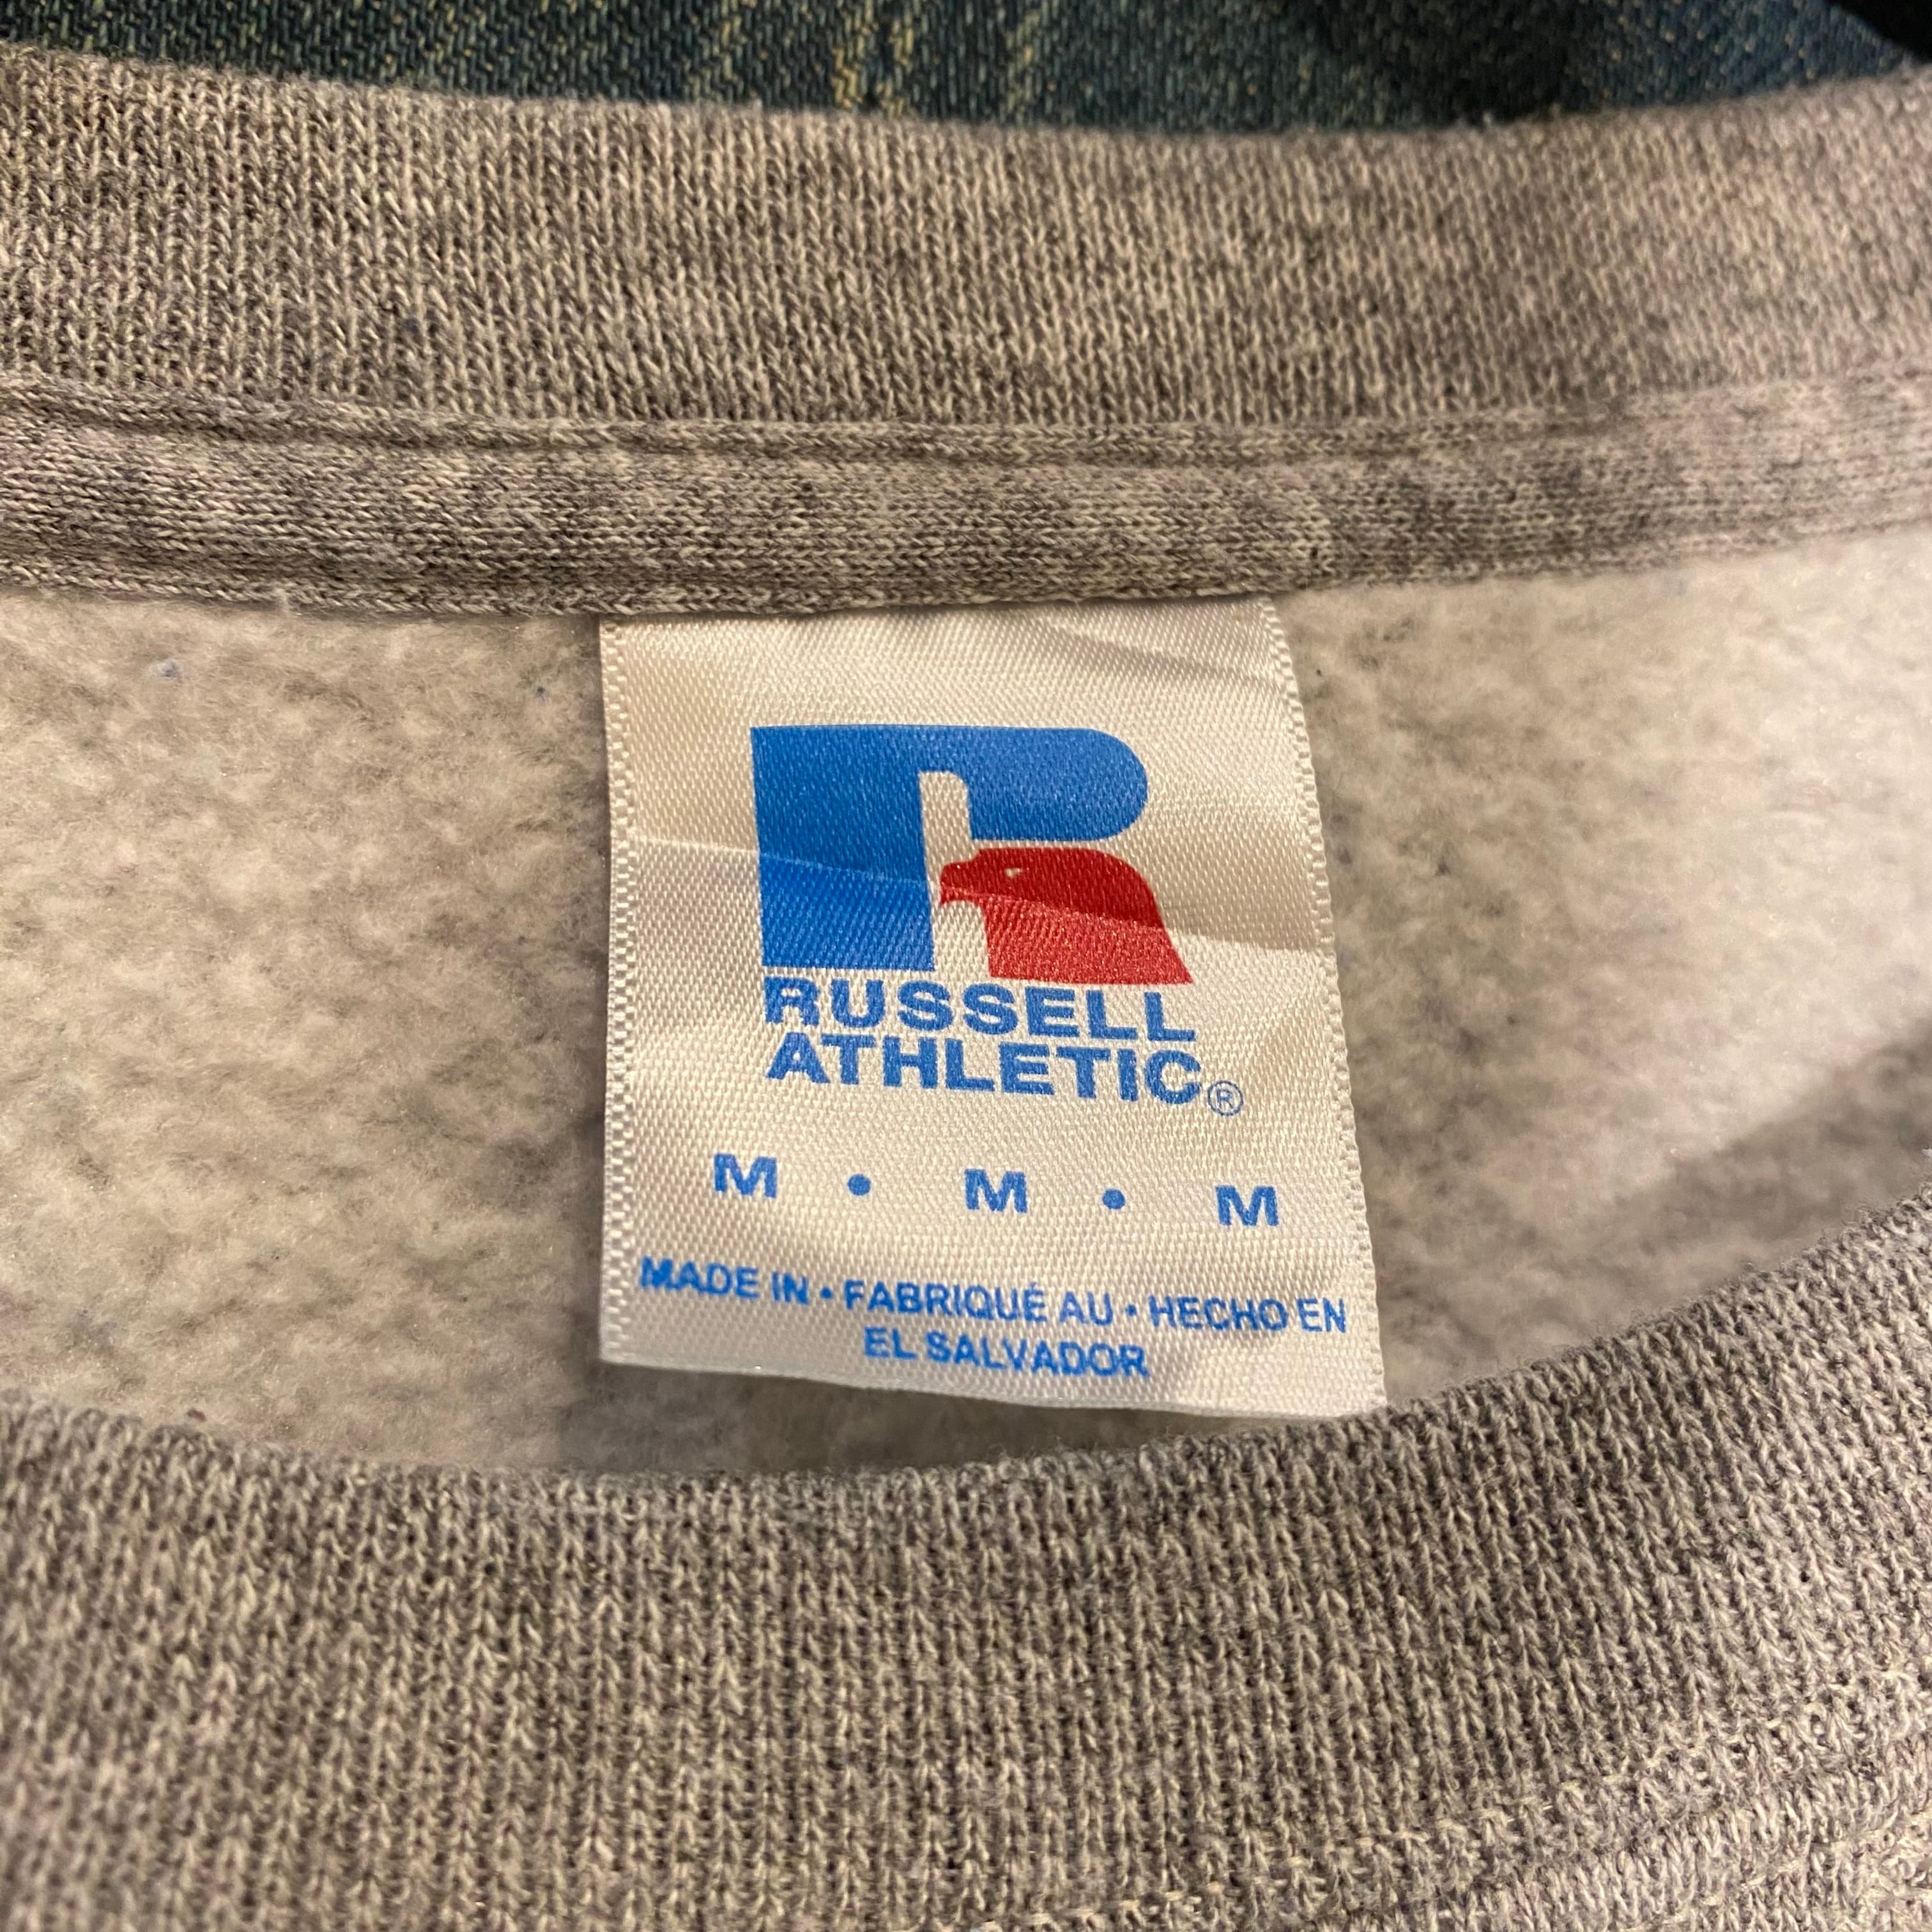 RUSSELL
ATHLETIC®
M • M • M
MADE IN • FABRIQUÉ AU • HECHO EN
EL SALVADOR